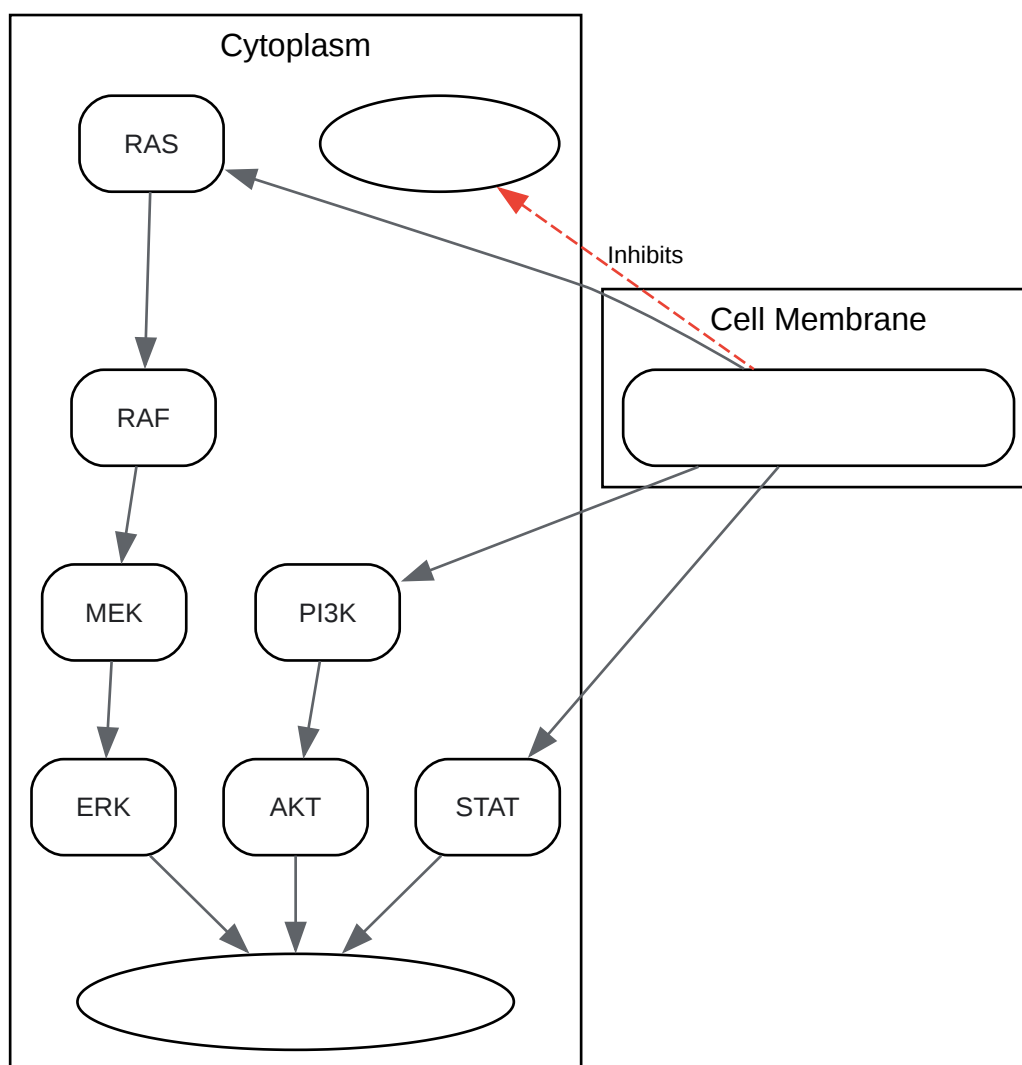 Cytoplasm
RAS
Inhibits
Cell Membrane
RAF
MEK
PI3K
ERK
AKT
STAT